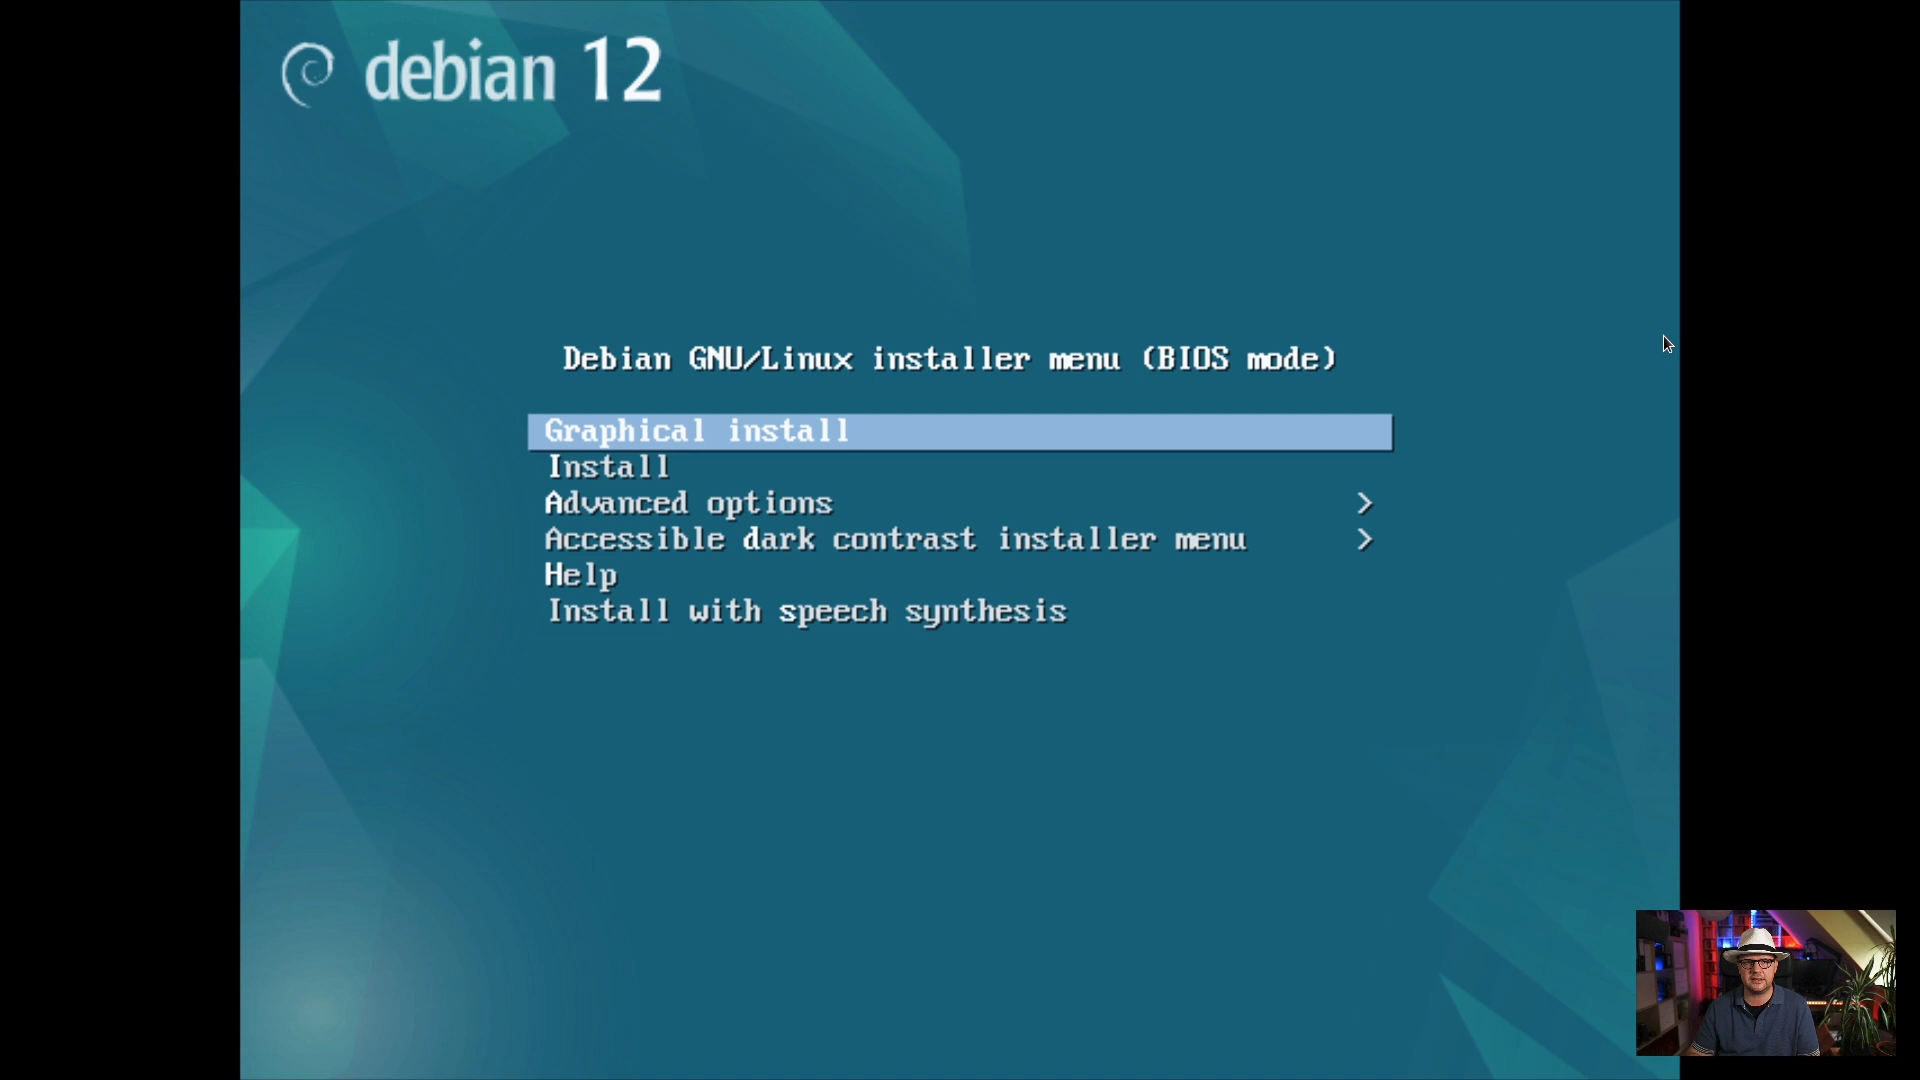 debian 12
Debian GNU/Linux installer menu (BIOS mode)
Graphical install
Install
Advanced options >
Accessible dark contrast installer menu >
Help
Install with speech synthesis